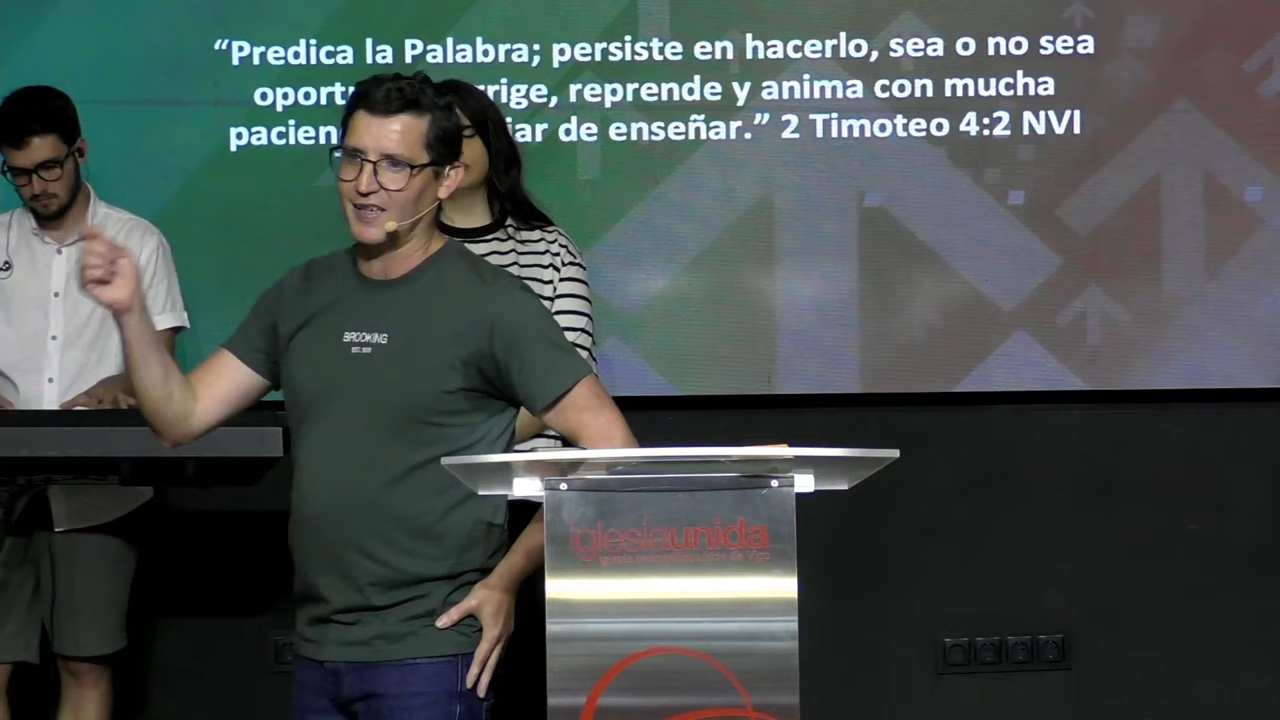 “Predica la Palabra; persiste en hacerlo, sea o no sea
oport rrige, reprende y anima con mucha
pacien iar de enseñar.” 2 Timoteo 4:2 NVI
BROOKING
iglesiaunida